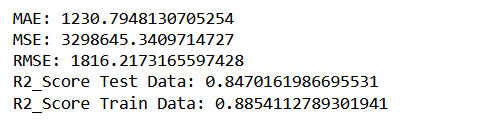 MAE: 1230.7948130705254
MSE: 3298645.3409714727
RMSE: 1816.2173165597428
R2_Score Test Data: 0.8470161986695531
R2_Score Train Data: 0.8854112789301941